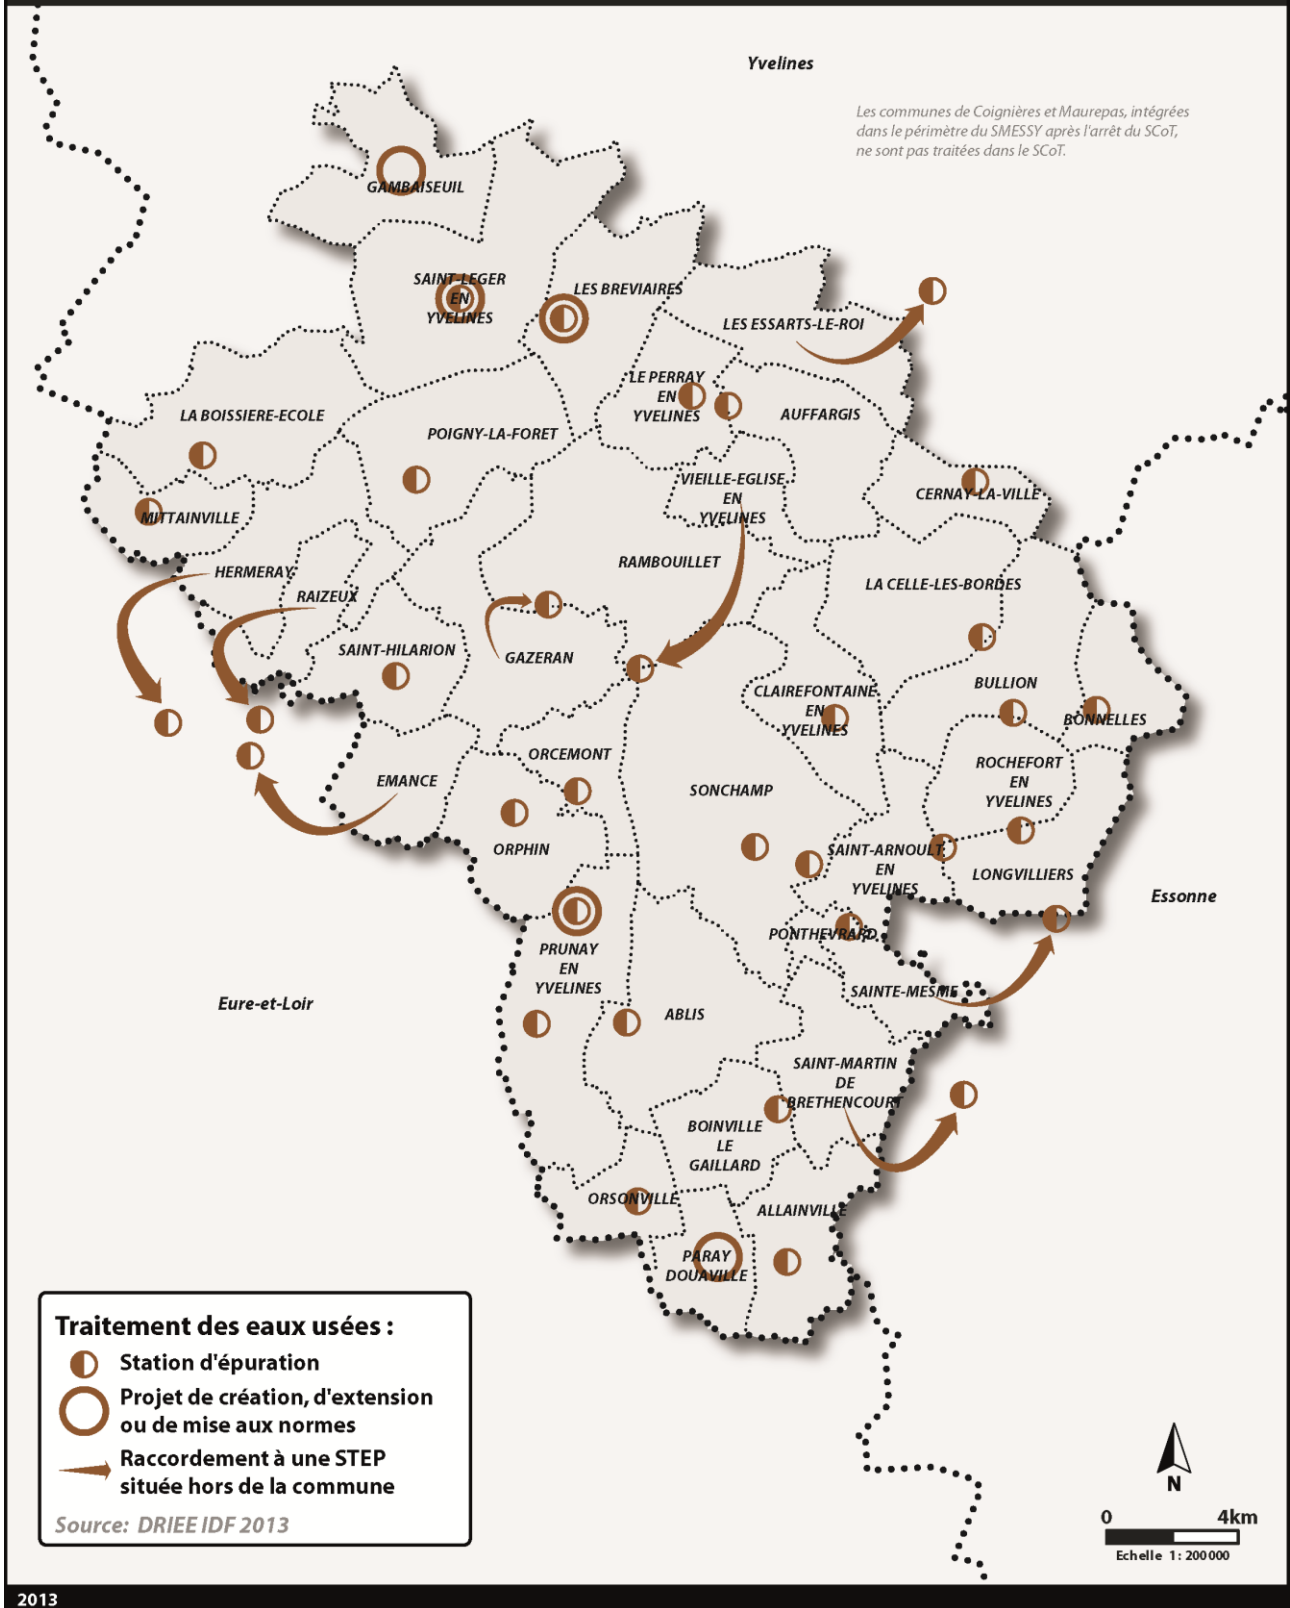 Yvelines
Les communes de Coignières et Maurepas, intégrées
dans le périmètre du SMESSY après l'arrêt du SCoT,
ne sont pas traitées dans le SCoT.
GAMBAISEUIL
SAINT-LEGER
EN
YVELINES
LES BREVIAIRES
LES ESSARTS-LE-ROI
LE PERRAY
EN
YVELINES
AUFFARGIS
LA BOISSIERE-ECOLE
POIGNY-LA-FORET
VIEILLE-EGLISE
EN
YVELINES
CERNAY-LA-VILLE
MITTAINVILLE
RAMBOUILLET
HERMERAY
RAIZEUX
LA CELLE-LES-BORDES
SAINT-HILARION
GAZERAN
CLAIREFONTAINE
EN
YVELINES
BULLION
BONNELLES
ORCEMONT
EMANCE
SONCHAMP
ROCHEFORT
EN
YVELINES
ORPHIN
SAINT-ARNOULT
EN
YVELINES
LONGVILLIERS
Essonne
PONTHEVRARD
PRUNAY
EN
YVELINES
SAINTE-MESME
Eure-et-Loir
ABLIS
SAINT-MARTIN
DE
BRETHENCOURT
BOINVILLE
LE
GAILLARD
ORSONVILLE
ALLAINVILLE
PARAY
DOUAVILLE
Traitement des eaux usées :
Station d'épuration
Projet de création, d'extension
ou de mise aux normes
Raccordement à une STEP
située hors de la commune
Source: DRIEE IDF 2013
N
0 4km
Echelle 1 : 200 000
2013